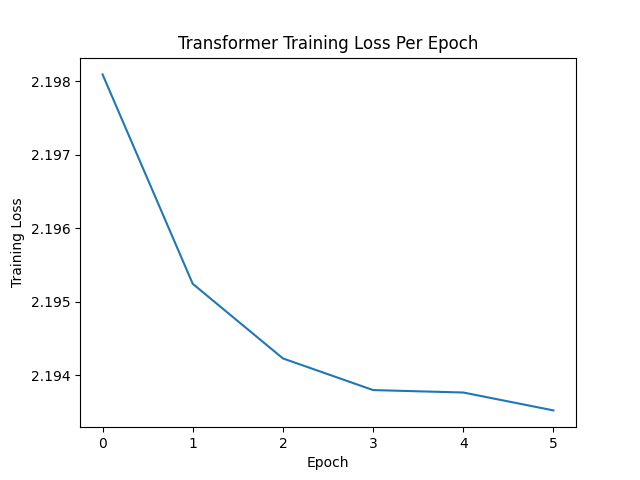 Transformer Training Loss Per Epoch
2.198
2.197
2.196
2.195
2.194
Training Loss
0 1 2 3 4 5
Epoch